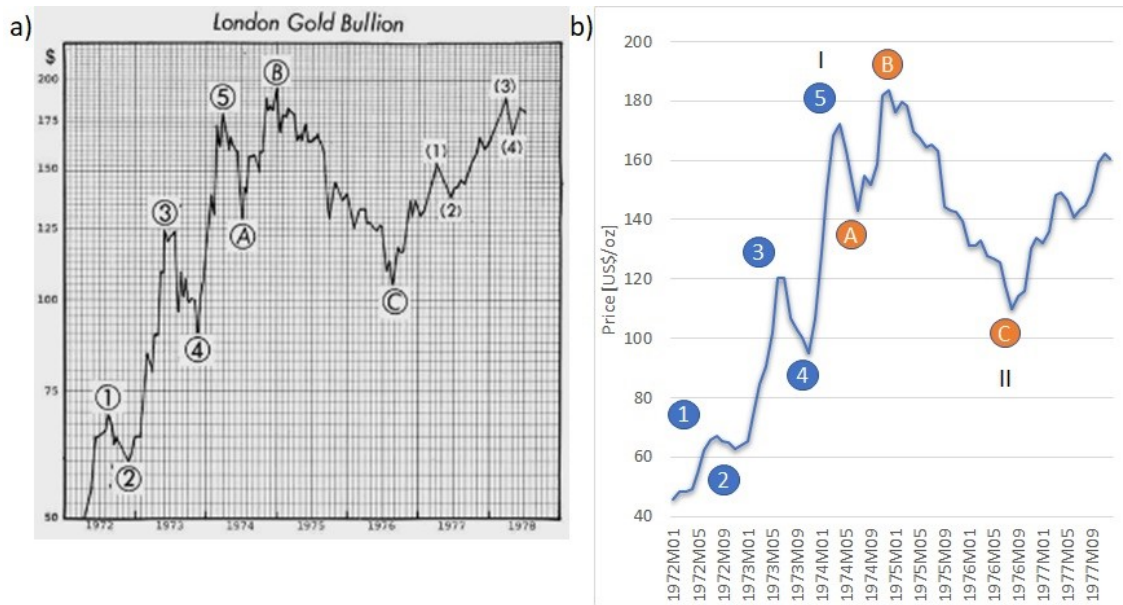 a)
London Gold Bullion
$
200
175
150
125
100
75
50
1972
1973
1974
1975
1976
1977
1978
1
2
3
4
5
A
B
C
(1)
(2)
(3)
(4)
b)
Price [US$/oz]
200
180
160
140
120
100
80
60
40
I
5
B
3
A
4
1
2
C
II
1972M01
1972M05
1972M09
1973M01
1973M05
1973M09
1974M01
1974M05
1974M09
1975M01
1975M05
1975M09
1976M01
1976M05
1976M09
1977M01
1977M05
1977M09